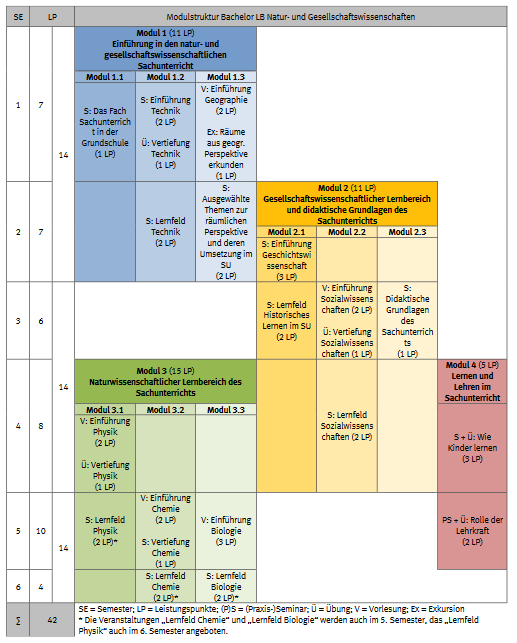 SE LP Modulstruktur Bachelor LB Natur- und Gesellschaftswissenschaften
Modul 1 (11 LP)
Einführung in den natur- und
gesellschaftswissenschaftlichen
Sachunterricht
Modul 1.1 Modul 1.2 Modul 1.3
1 7
14
S: Das Fach
Sachunterrich
t in der
Grundschule
(1 LP)
S: Einführung
Technik
(2 LP)
Ü: Vertiefung
Technik
(1 LP)
V: Einführung
Geographie
(2 LP)
Ex: Räume
aus geogr.
Perspektive
erkunden
(1 LP)
2 7
S: Lernfeld
Technik
(2 LP)
S:
Ausgewählte
Themen zur
räumlichen
Perspektive
und deren
Umsetzung im
SU
(2 LP)
Modul 2 (11 LP)
Gesellschaftswissenschaftlicher Lernbereich
und didaktische Grundlagen des
Sachunterrichts
Modul 2.1 Modul 2.2 Modul 2.3
S: Einführung
Geschichtswi
ssenschaft
(3 LP)
3 6
14
S: Lernfeld
Historisches
Lernen im SU
(2 LP)
V: Einführung
Sozialwissens
chaften (2 LP)
Ü: Vertiefung
Sozialwissens
chaften (1 LP)
S:
Didaktische
Grundlagen
des
Sachunterrich
ts
(1 LP)
4 8
Modul 3 (15 LP)
Naturwissenschaftlicher Lernbereich des
Sachunterrichts
Modul 3.1 Modul 3.2 Modul 3.3
V: Einführung
Physik
(2 LP)
Ü: Vertiefung
Physik
(1 LP)
S: Lernfeld
Sozialwissens
chaften (2 LP)
Modul 4 (5 LP)
Lernen und
Lehren im
Sachunterricht
S + Ü: Wie
Kinder lernen
(3 LP)
5 10
14
S: Lernfeld
Physik
(2 LP)*
V: Einführung
Chemie
(2 LP)
S: Vertiefung
Chemie
(1 LP)
V: Einführung
Biologie
(3 LP)
PS + Ü: Rolle der
Lehrkraft
(2 LP)
6 4
S: Lernfeld
Chemie
(2 LP)*
S: Lernfeld
Biologie
(2 LP)*
∑ 42
SE = Semester; LP = Leistungspunkte; (P)S = (Praxis-)Seminar; Ü = Übung; V = Vorlesung; Ex = Exkursion
* Die Veranstaltungen „Lernfeld Chemie“ und „Lernfeld Biologie“ werden auch im 5. Semester, das „Lernfeld
Physik“ auch im 6. Semester angeboten.